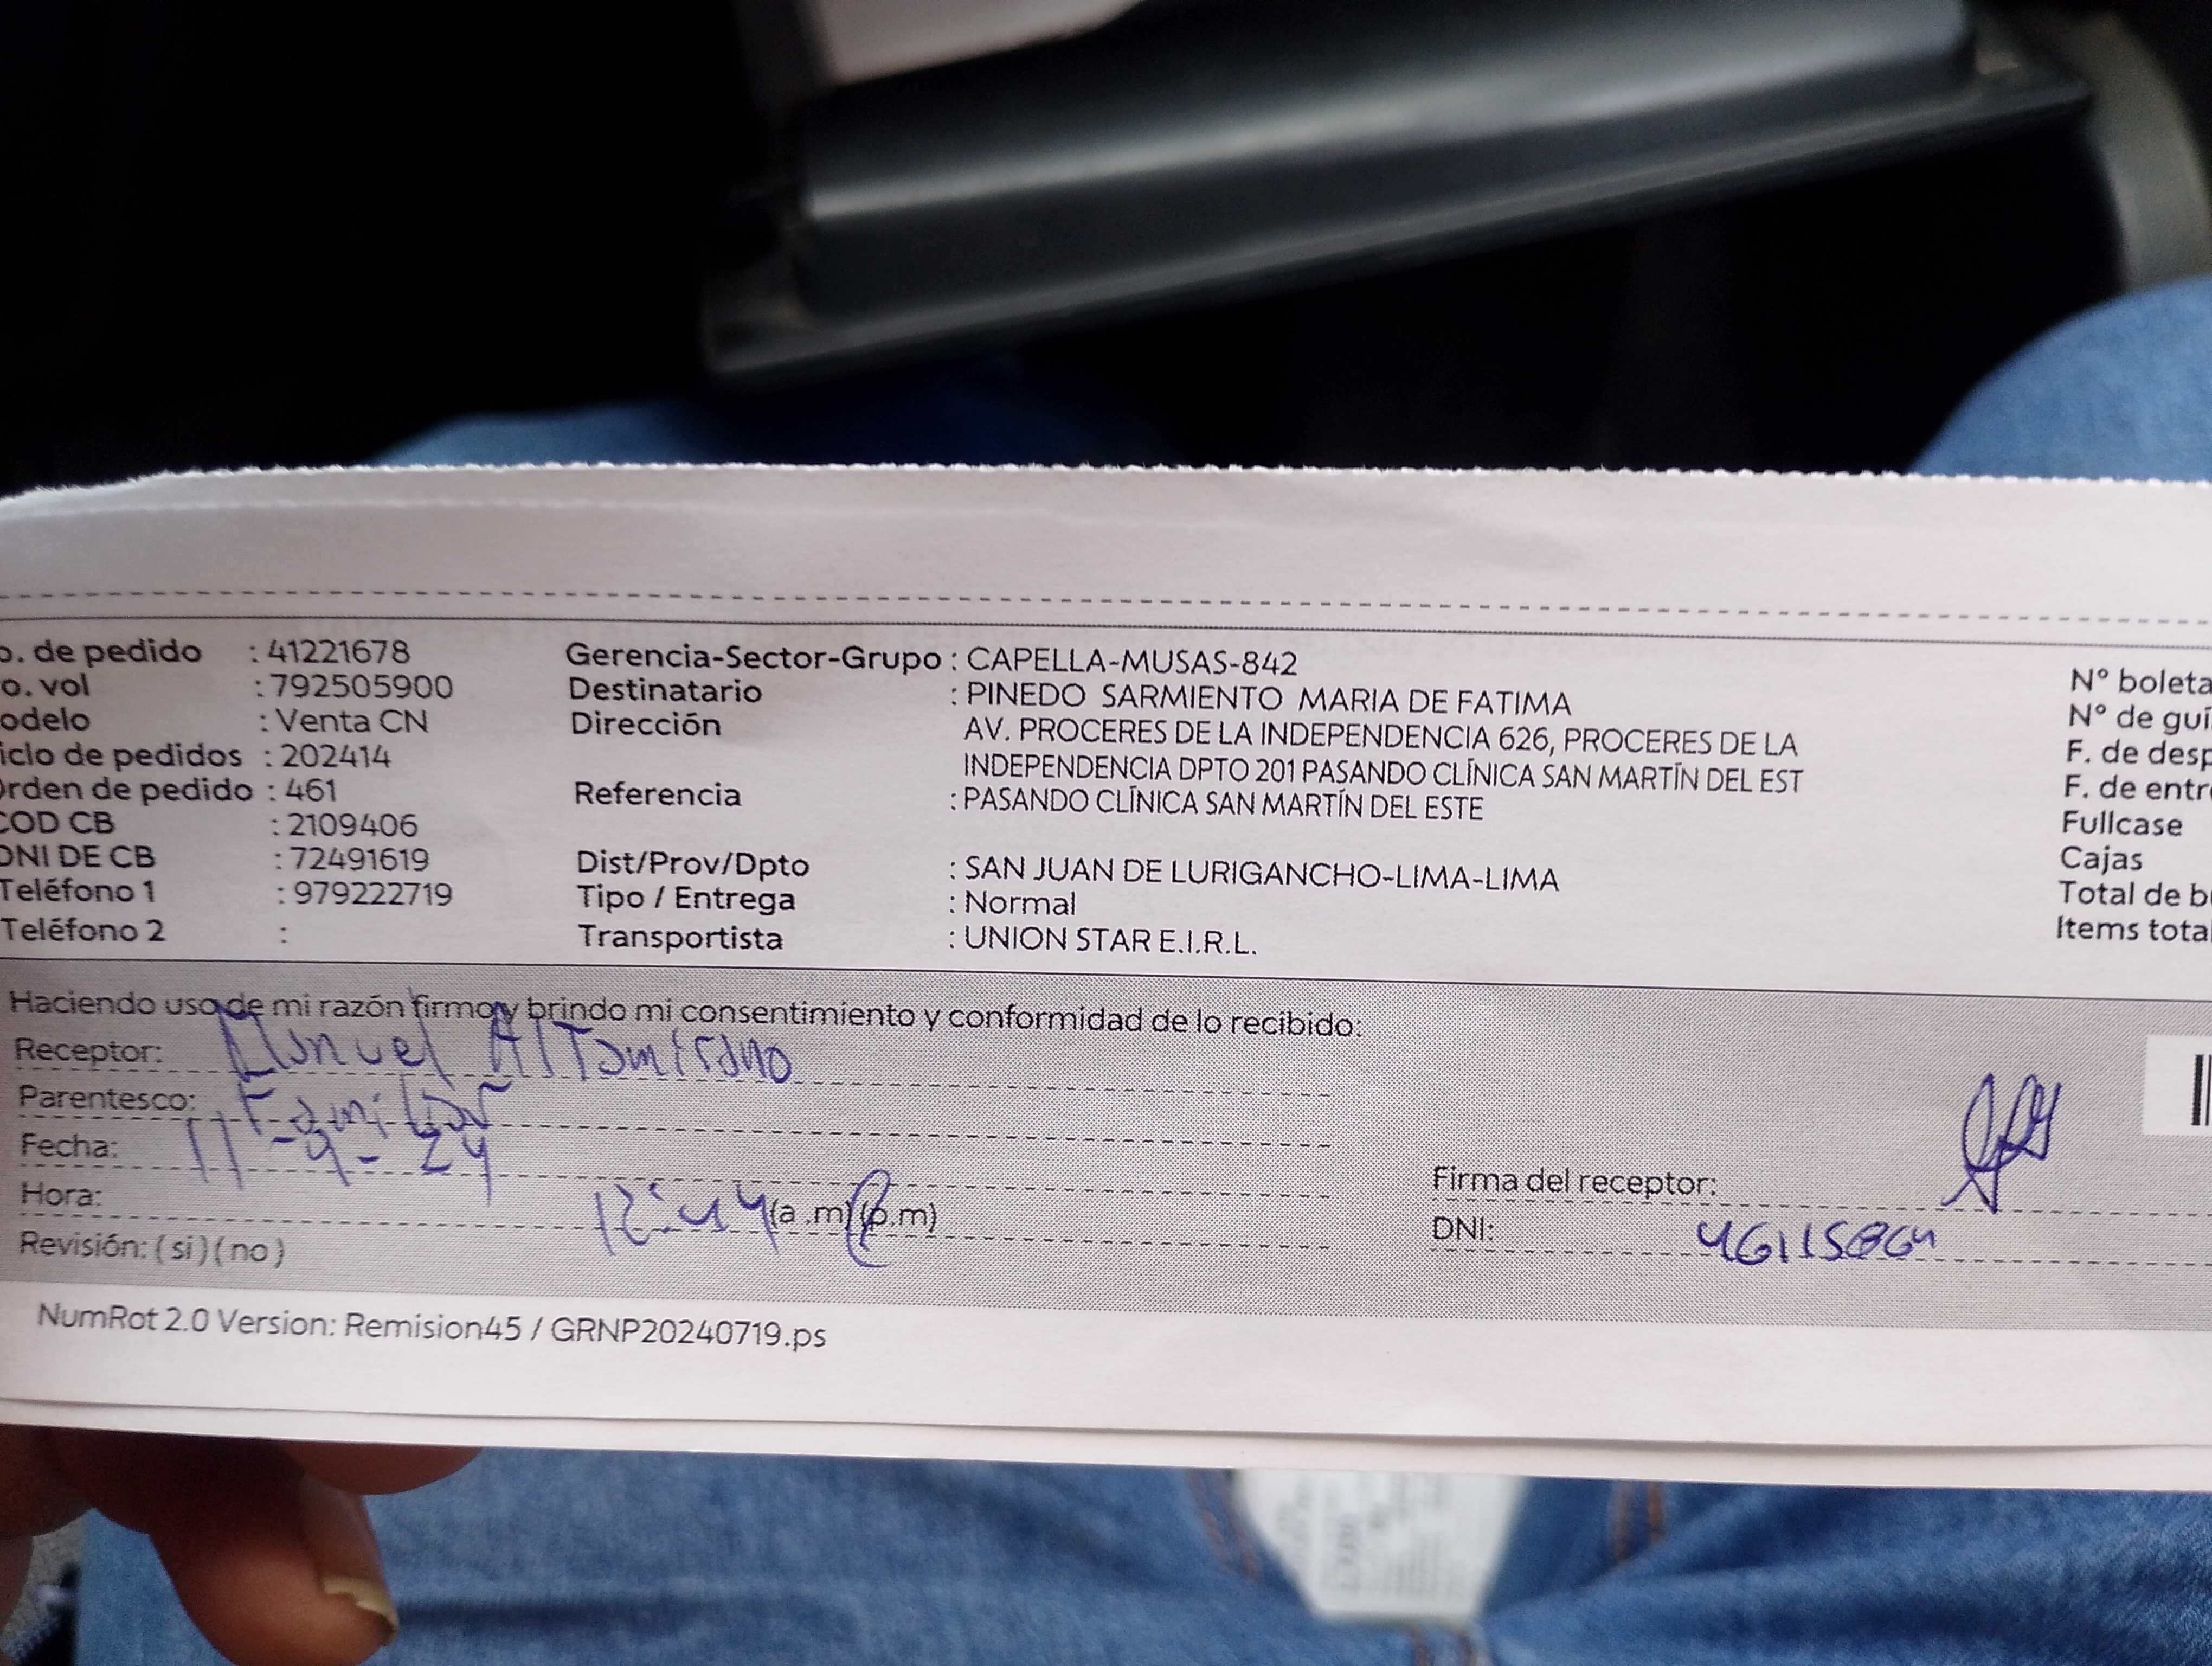 o. de pedido : 41221678
o. vol : 792505900
odelo : Venta CN
iclo de pedidos : 202414
Orden de pedido : 461
COD CB : 2109406
DNI DE CB : 72491619
Teléfono 1 : 979222719
Teléfono 2 :
Gerencia-Sector-Grupo : CAPELLA-MUSAS-842
Destinatario : PINEDO SARMIENTO MARIA DE FATIMA
Dirección AV. PROCERES DE LA INDEPENDENCIA 626, PROCERES DE LA
INDEPENDENCIA DPTO 201 PASANDO CLÍNICA SAN MARTÍN DEL EST
Referencia : PASANDO CLÍNICA SAN MARTÍN DEL ESTE
Dist/Prov/Dpto : SAN JUAN DE LURIGANCHO-LIMA-LIMA
Tipo / Entrega : Normal
Transportista : UNION STAR E.I.R.L.
N° boleta
N° de guí
F. de desp
F. de entr
Fullcase
Cajas
Total de b
Items total
Haciendo uso de mi razón firmo y brindo mi consentimiento y conformidad de lo recibido:
Receptor: Manuel Altamirano
Parentesco: Familiar
Fecha: 11-9-24
Hora: 12:44 (a.m)(p.m)
Revisión: (si)(no)
Firma del receptor:
DNI: 46115864
NumRot 2.0 Version: Remision45 / GRNP20240719.ps